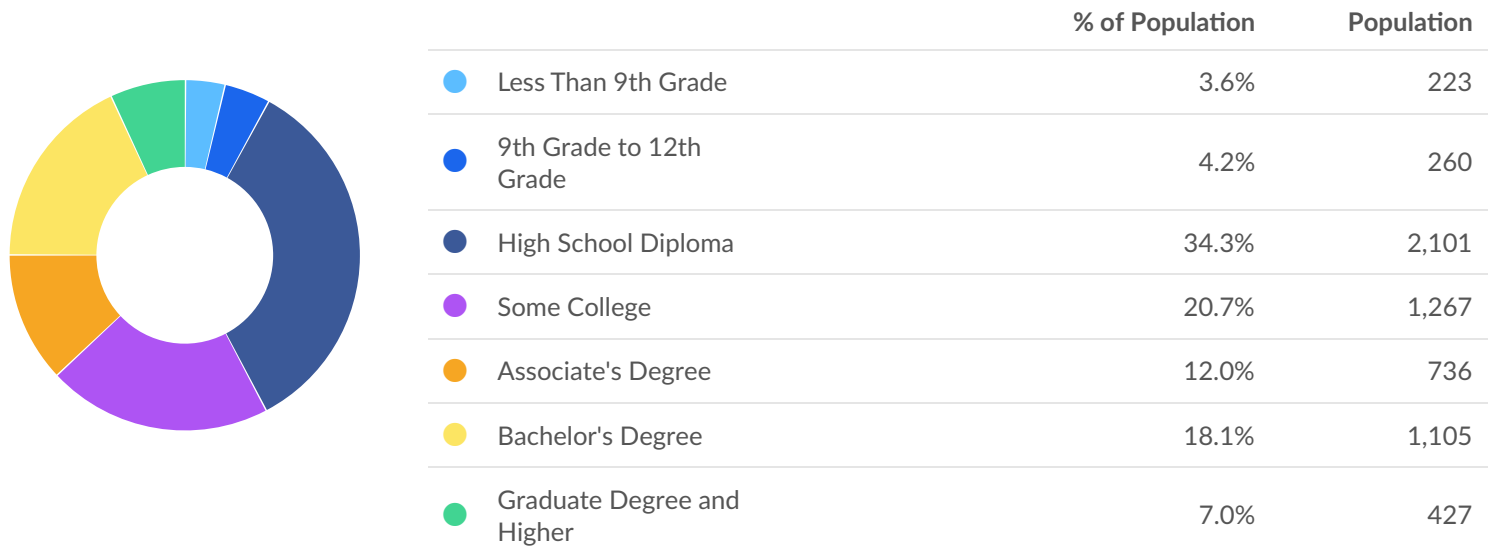 % of Population Population
Less Than 9th Grade 3.6% 223
9th Grade to 12th
Grade 4.2% 260
High School Diploma 34.3% 2,101
Some College 20.7% 1,267
Associate's Degree 12.0% 736
Bachelor's Degree 18.1% 1,105
Graduate Degree and
Higher 7.0% 427